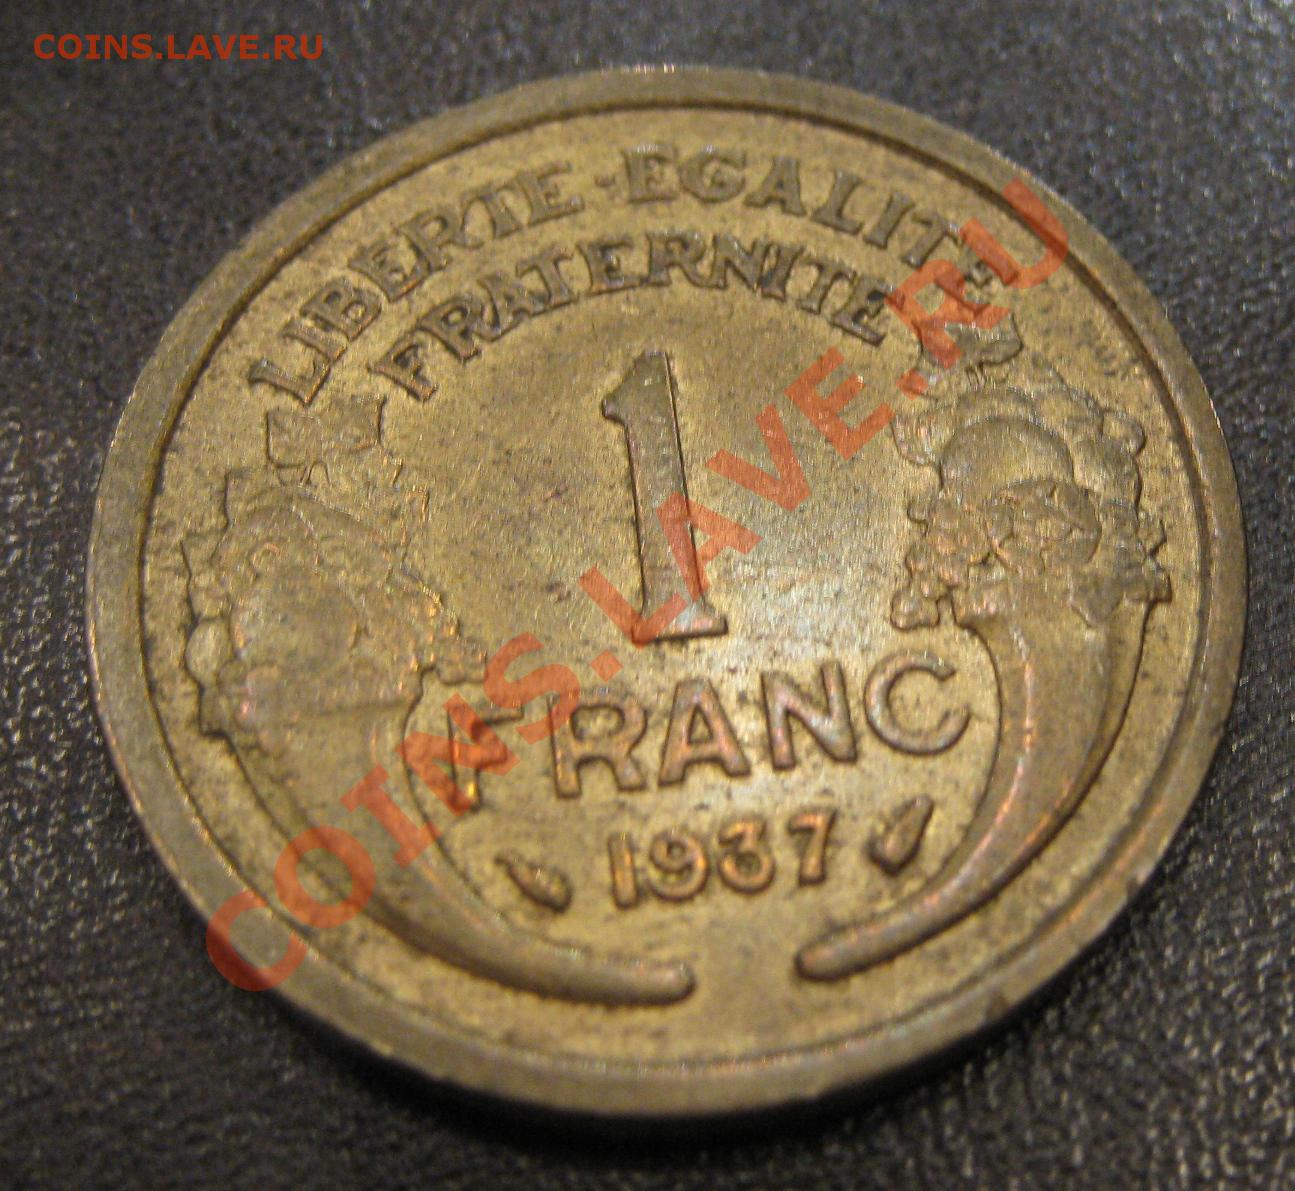 COINS.LAVE.RU
LIBERTE · EGALITE
FRATERNITE
1
FRANC
1937
COINS.LAVE.RU